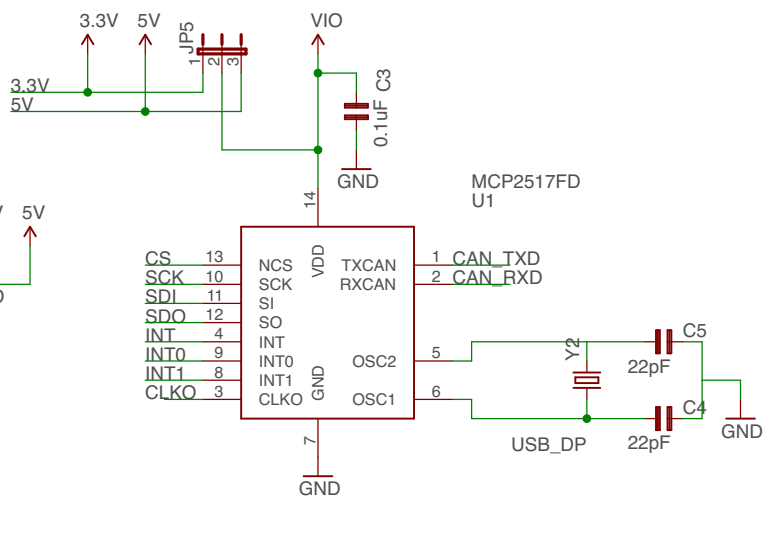 3.3V 5V JP5 VIO
1 2 3
3.3V
5V
C3
0.1uF
GND
MCP2517FD
U1
5V
14
VDD
CS 13 NCS TXCAN 1 CAN_TXD
SCK 10 SCK RXCAN 2 CAN_RXD
SDI 11 SI
SDO 12 SO
INT 4 INT
INT0 9 INT0 OSC2 5
INT1 8 INT1
CLKO 3 CLKO OSC1 6
GND
7
GND
Y2
C5
22pF
C4
22pF
USB_DP
GND